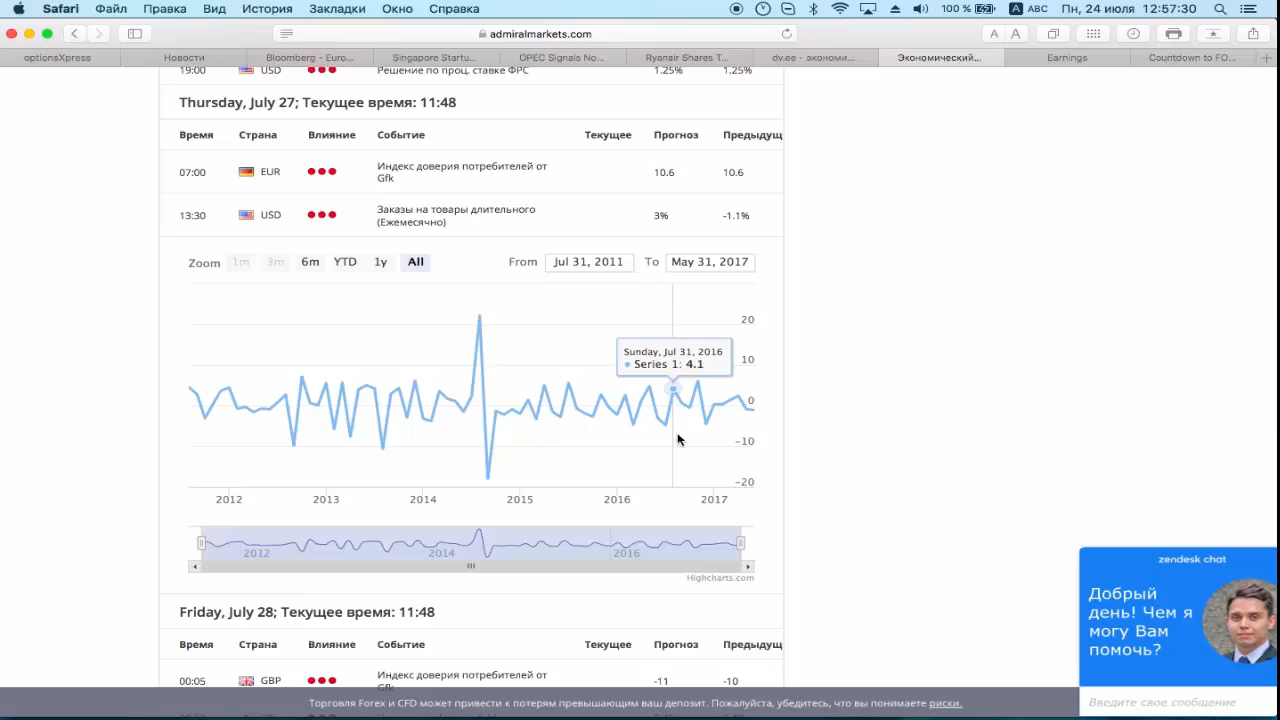 Safari Файл Правка Вид История Закладки Окно Справка 100 % ABC Пн, 24 июля 12:57:30
admiralmarkets.com A A
optionsXpress Новости Bloomberg - Euro... Singapore Startu... OPEC Signals No... Ryanair Shares T... dv.ee - экономи... Экономический... Earnings Countdown to FO...
19:00 USD Решение по проц. ставке ФРС 1.25% 1.25%
Thursday, July 27; Текущее время: 11:48
Время Страна Влияние Событие Текущее Прогноз Предыдущ
07:00 EUR Индекс доверия потребителей от
Gfk 10.6 10.6
13:30 USD Заказы на товары длительного
(Ежемесячно) 3% -1.1%
Zoom 1m 3m 6m YTD 1y All From Jul 31, 2011 To May 31, 2017
20
10
0
-10
-20
Sunday, Jul 31, 2016
Series 1: 4.1
2012 2013 2014 2015 2016 2017
2012 2014 2016
Highcharts.com
Friday, July 28; Текущее время: 11:48
Время Страна Влияние Событие Текущее Прогноз Предыдущ
00:05 GBP Индекс доверия потребителей от
Gfk -11 -10
Торговля Forex и CFD может привести к потерям превышающим ваш депозит. Пожалуйста, убедитесь, что вы понимаете риски.
zendesk chat
Добрый
день! Чем я
могу Вам
помочь?
Введите свое сообщение